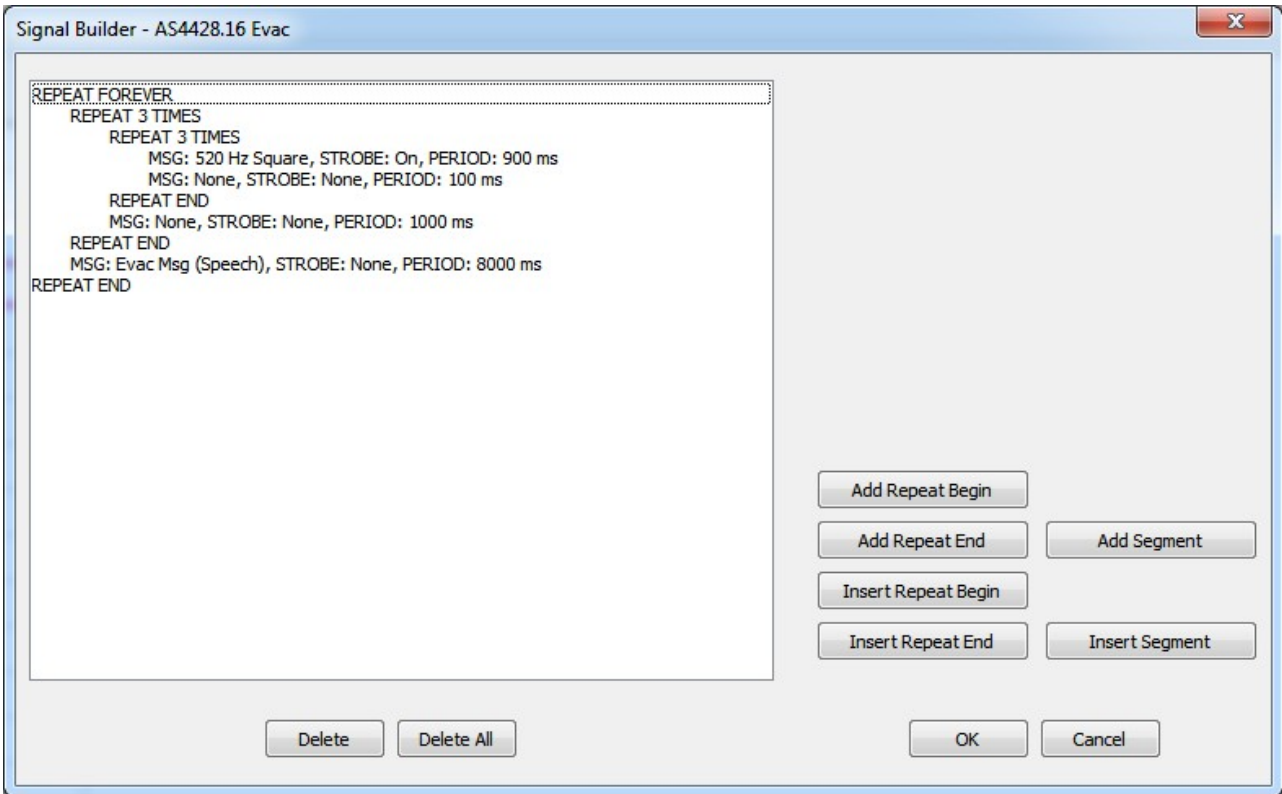 Signal Builder - AS4428.16 Evac
REPEAT FOREVER
REPEAT 3 TIMES
REPEAT 3 TIMES
MSG: 520 Hz Square, STROBE: On, PERIOD: 900 ms
MSG: None, STROBE: None, PERIOD: 100 ms
REPEAT END
MSG: None, STROBE: None, PERIOD: 1000 ms
REPEAT END
MSG: Evac Msg (Speech), STROBE: None, PERIOD: 8000 ms
REPEAT END
Add Repeat Begin
Add Repeat End Add Segment
Insert Repeat Begin
Insert Repeat End Insert Segment
Delete Delete All OK Cancel